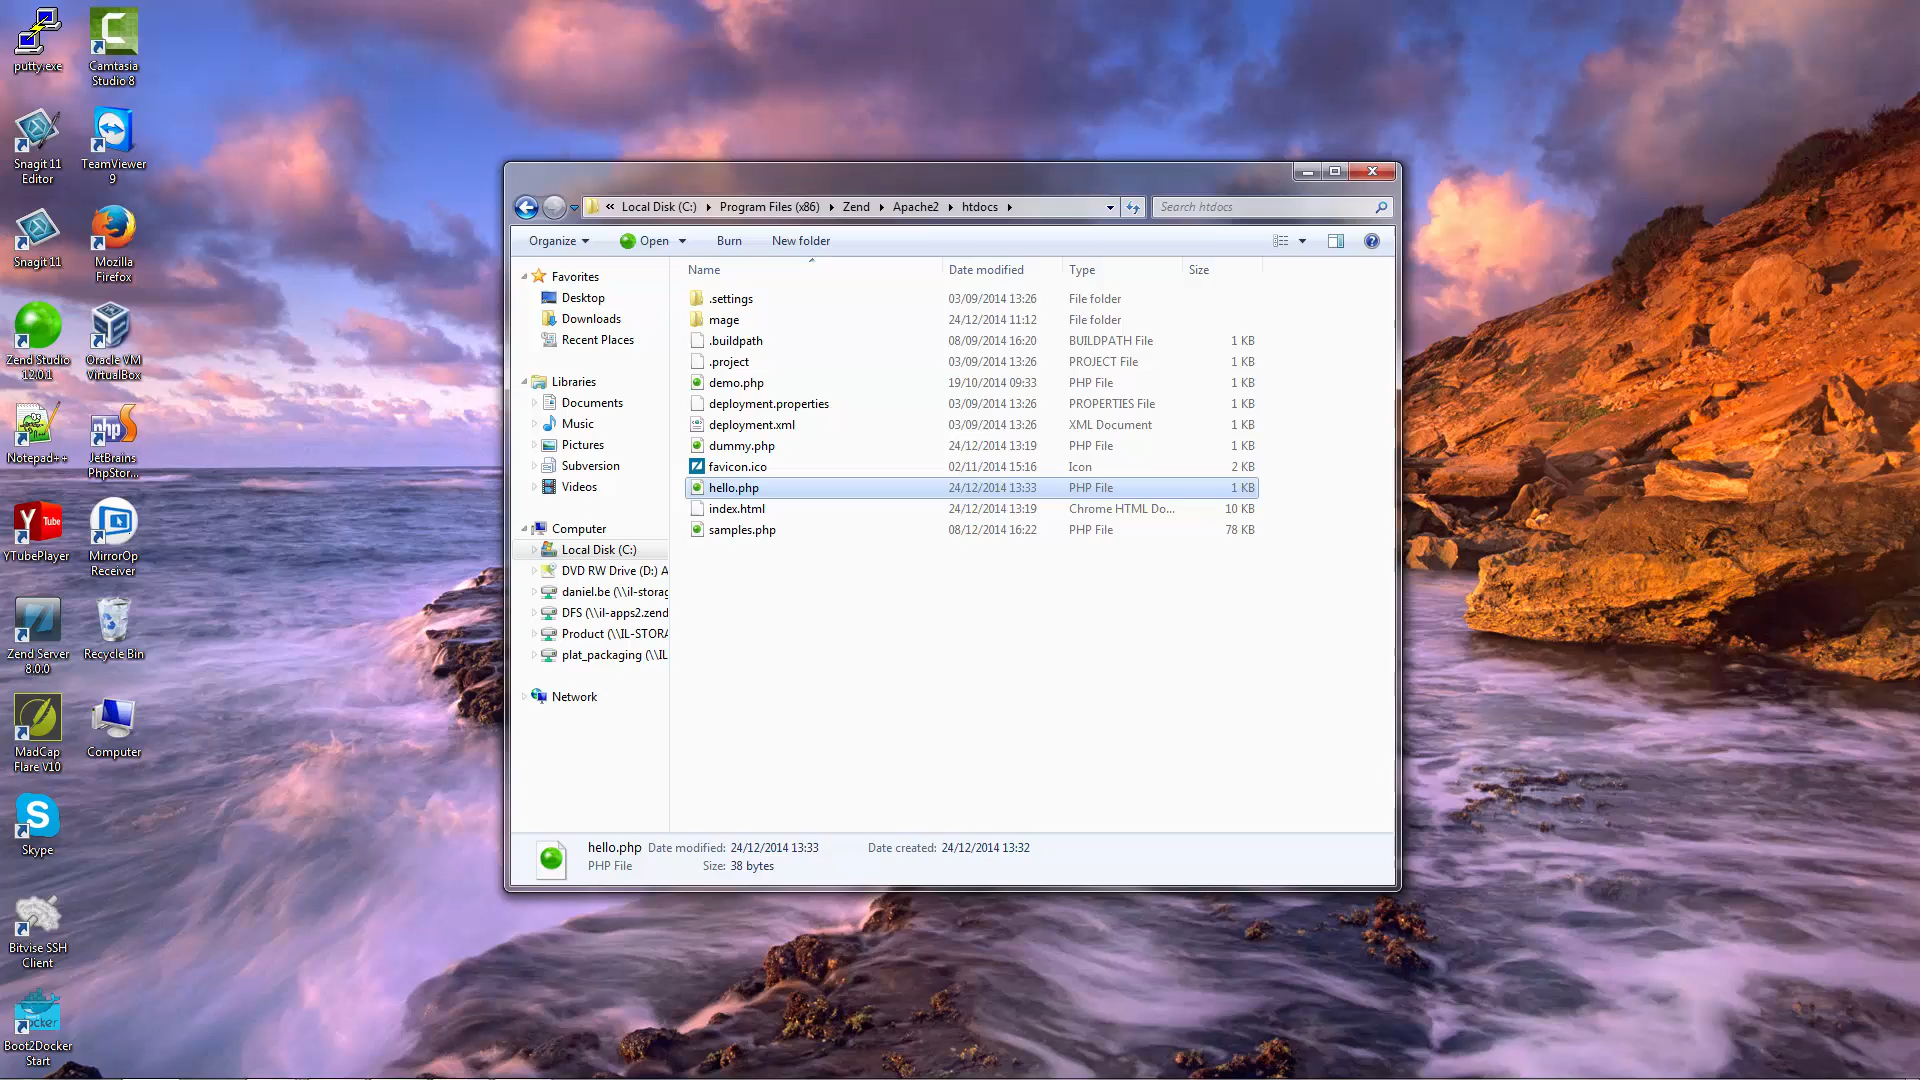 putty.exe
Camtasia
Studio 8
Snagit 11
Editor
TeamViewer
9
Snagit 11
Mozilla
Firefox
Zend Studio
12.0.1
Oracle VM
VirtualBox
Notepad++
JetBrains
PhpStor...
YTubePlayer
MirrorOp
Receiver
Zend Server
8.0.0
Recycle Bin
MadCap
Flare V10
Computer
Skype
Bitvise SSH
Client
Boot2Docker
Start
« Local Disk (C:) Program Files (x86) Zend Apache2 htdocs
Search htdocs
Organize Open Burn New folder
Favorites
Desktop
Downloads
Recent Places
Libraries
Documents
Music
Pictures
Subversion
Videos
Computer
Local Disk (C:)
DVD RW Drive (D:) A
daniel.be (\\il-storag
DFS (\\il-apps2.zend
Product (\\IL-STORA
plat_packaging (\\IL
Network
Name Date modified Type Size
.settings 03/09/2014 13:26 File folder
mage 24/12/2014 11:12 File folder
.buildpath 08/09/2014 16:20 BUILDPATH File 1 KB
.project 03/09/2014 13:26 PROJECT File 1 KB
demo.php 19/10/2014 09:33 PHP File 1 KB
deployment.properties 03/09/2014 13:26 PROPERTIES File 1 KB
deployment.xml 03/09/2014 13:26 XML Document 1 KB
dummy.php 24/12/2014 13:19 PHP File 1 KB
favicon.ico 02/11/2014 15:16 Icon 2 KB
hello.php 24/12/2014 13:33 PHP File 1 KB
index.html 24/12/2014 13:19 Chrome HTML Do... 10 KB
samples.php 08/12/2014 16:22 PHP File 78 KB
hello.php Date modified: 24/12/2014 13:33 Date created: 24/12/2014 13:32
PHP File Size: 38 bytes